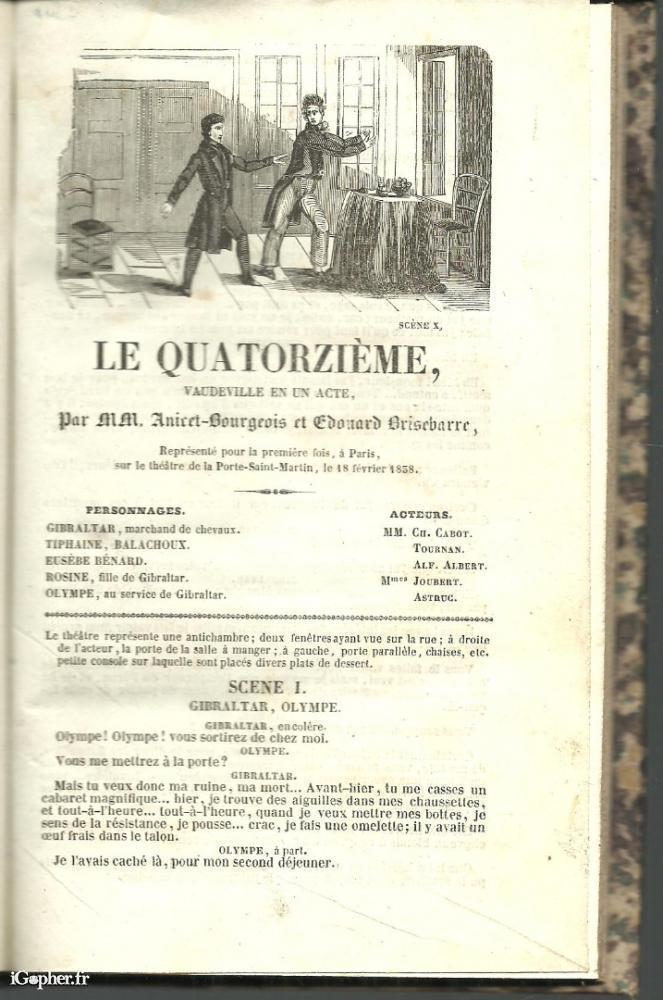 SCÈNE X,
LE QUATORZIÈME,
VAUDEVILLE EN UN ACTE,
Par MM. Anicet-Bourgeois et Edouard Brisebarre,
Représenté pour la première fois, à Paris,
sur le théâtre de la Porte-Saint-Martin, le 18 février 1838.
PERSONNAGES.
ACTEURS.
GIBRALTAR, marchand de chevaux.
MM. CH. CABOT.
TIPHAINE, BALACHOUX.
TOURNAN.
EUSÈBE BÉNARD.
ALF. ALBERT.
ROSINE, fille de Gibraltar.
Mmes JOUBERT.
OLYMPE, au service de Gibraltar.
ASTRUC.
Le théâtre représente une antichambre; deux fenêtres ayant vue sur la rue; à droite
de l'acteur, la porte de la salle à manger; à gauche, porte parallèle, chaises, etc.
petite console sur laquelle sont placés divers plats de dessert.
SCENE I.
GIBRALTAR, OLYMPE.
GIBRALTAR, en colère.
Olympe! Olympe! vous sortirez de chez moi.
OLYMPE.
Vous me mettrez à la porte?
GIBRALTAR.
Mais tu veux donc ma ruine, ma mort... Avant-hier, tu me casses un
cabaret magnifique... hier, je trouve des aiguilles dans mes chaussettes,
et tout-à-l'heure... tout-à-l'heure, quand je veux mettre mes bottes, je
sens de la résistance, je pousse... crac, je fais une omelette; il y avait un
œuf frais dans le talon.
OLYMPE, à part.
Je l'avais caché là, pour mon second déjeuner.
iGopher.fr